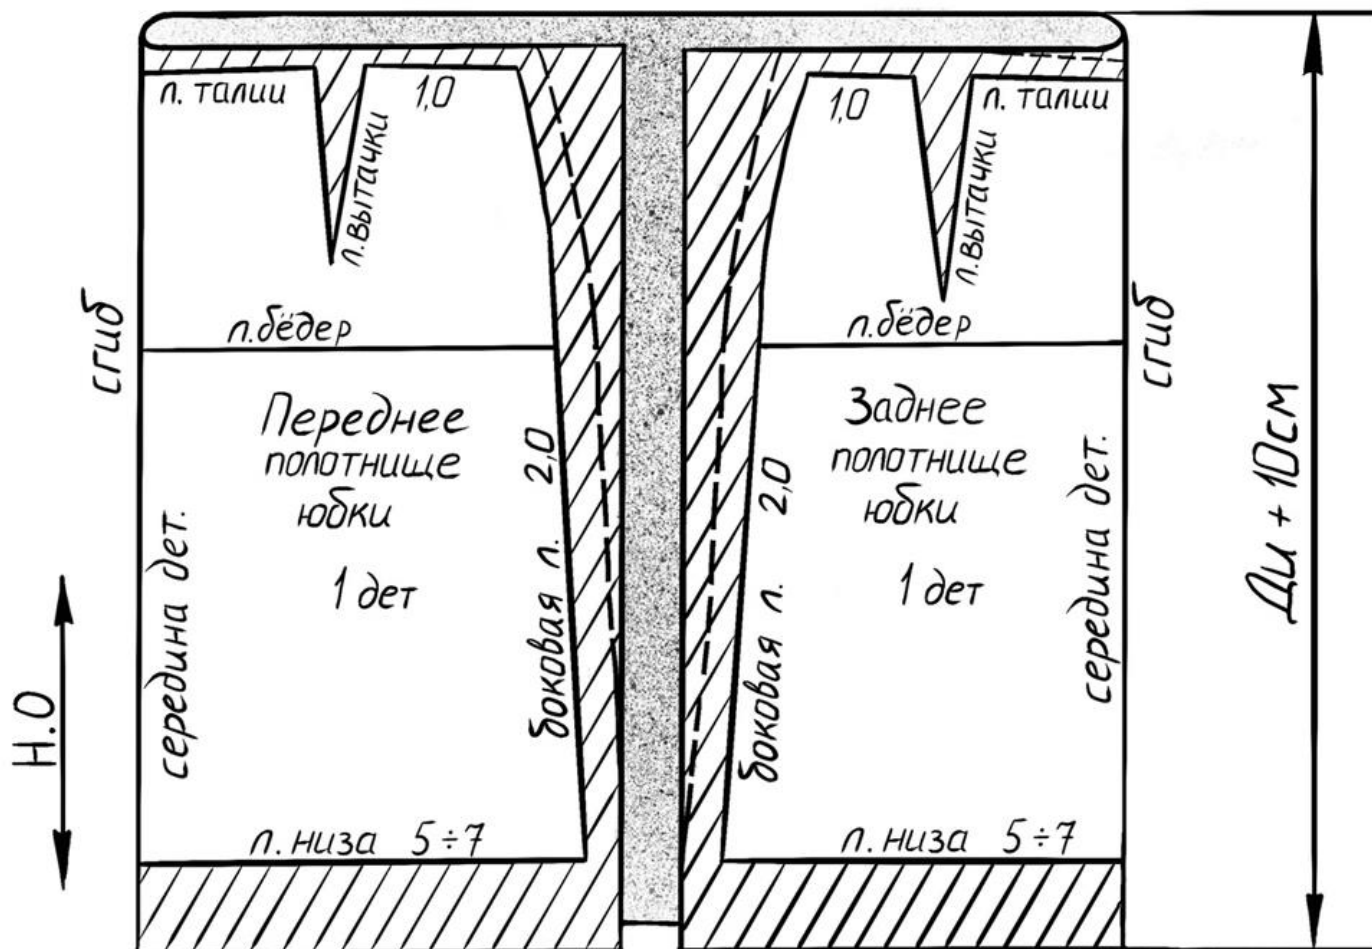 п. талии
1,0
п. вытачки
п. бёдер
сгиб
Переднее
полотнище
юбки
1 дет
середина дет.
боковая л. 2,0
л. низа 5÷7
Н.О
1,0
п. талии
п. вытачки
п. бёдер
сгиб
Заднее
полотнище
юбки
1 дет
боковая л. 2,0
середина дет.
л. низа 5÷7
Ди + 10см